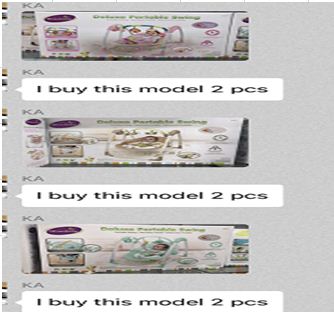 KA
Deluxe Portable Swing
KA
I buy this model 2 pcs
KA
Deluxe Portable Swing
KA
I buy this model 2 pcs
KA
Deluxe Portable Swing
KA
I buy this model 2 pcs